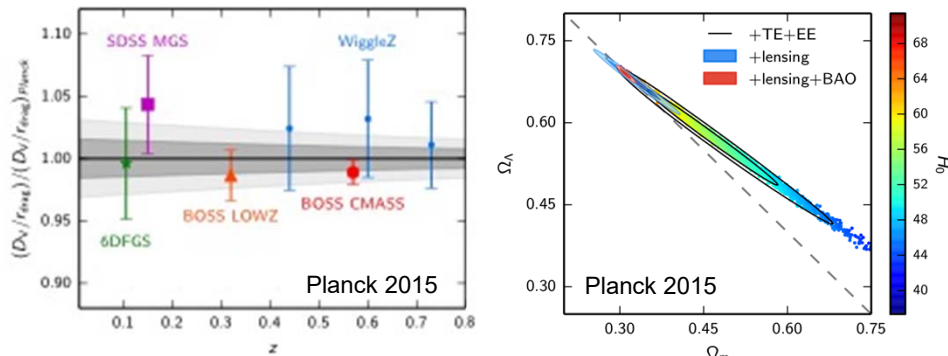 (D_V/r_drag)/(D_V/r_drag)_Planck
1.10
1.05
1.00
0.95
0.90
SDSS MGS
WiggleZ
BOSS LOWZ
BOSS CMASS
6DFGS
Planck 2015
0.1 0.2 0.3 0.4 0.5 0.6 0.7 0.8
z
Ω_Λ
0.75
0.60
0.45
0.30
+TE+EE
+lensing
+lensing+BAO
Planck 2015
0.30 0.45 0.60 0.75
Ω_m
68
64
60
56
52
48
44
40
H_0